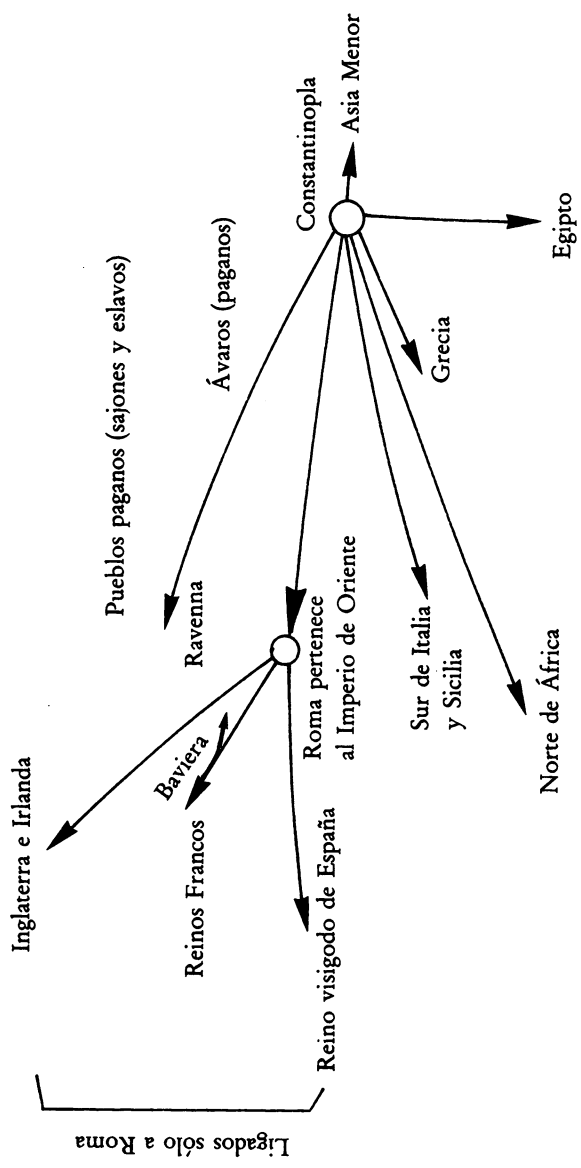 Ligados sólo a Roma
Inglaterra e Irlanda
Reinos Francos
Baviera
Reino visigodo de España
Pueblos paganos (sajones y eslavos)
Ávaros (paganos)
Ravenna
Roma pertenece
al Imperio de Oriente
Sur de Italia
y Sicilia
Norte de África
Constantinopla
Asia Menor
Grecia
Egipto